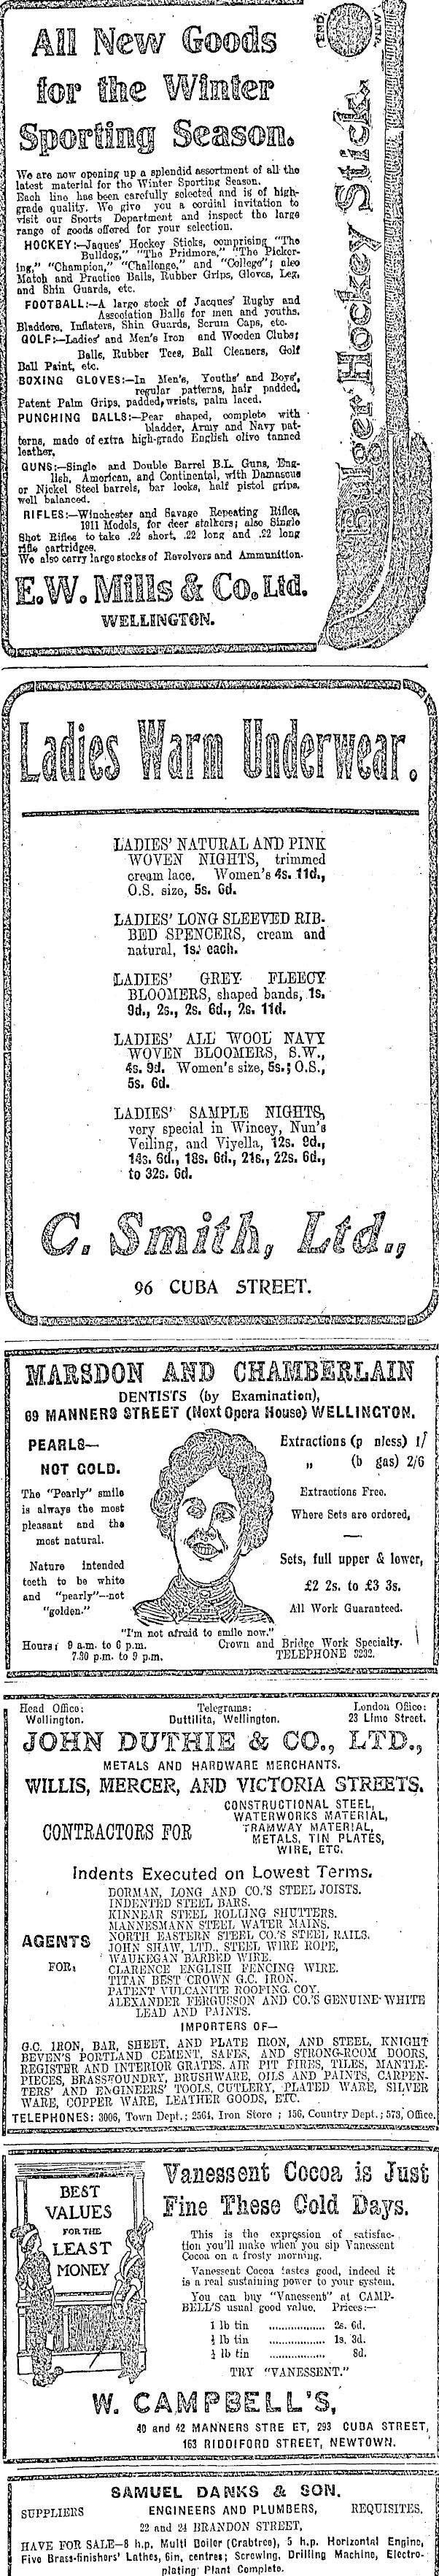 All New Goods
for the Winter
Sporting Season.
We are now opening up a splendid assortment of all the
latest material for the Winter Sporting Season.
Each line has been carefully selected and is of high-
grade quality. We give you a cordial invitation to
visit our Sports Department and inspect the large
range of goods offered for your selection.
HOCKEY:—Jaques' Hockey Sticks, comprising "The
Bulldog," "The Pridmore," "The Picker-
ing," "Champion," "Challenge," and "College"; also
Match and Practice Balls, Rubber Grips, Gloves, Leg,
and Shin Guards, etc.
FOOTBALL:—A large stock of Jacques' Rugby and
Association Balls for men and youths.
Bladders, Inflaters, Shin Guards, Scrum Caps, etc.
GOLF:—Ladies' and Men's Iron and Wooden Clubs;
Balls, Rubber Tees, Ball Cleaners, Golf
Ball Paint, etc.
BOXING GLOVES:—In Men's, Youths' and Boys',
regular patterns, hair padded,
Patent Palm Grips, padded, wrists, palm laced.
PUNCHING BALLS:—Pear shaped, complete with
bladder, Army and Navy pat-
terns, made of extra high-grade English olive tanned
leather,
GUNS:—Single and Double Barrel B.L. Guns, Eng-
lish, American, and Continental, with Damascus
or Nickel Steel barrels, bar locks, half pistol grips,
well balanced.
RIFLES:—Winchester and Savage Repeating Rifles,
1911 Models, for deer stalkers; also Single
Shot Rifles to take .22 short, .22 long and .22 long
rifle cartridges.
We also carry large stocks of Revolvers and Ammunition.
E.W. Mills & Co. Ltd.
WELLINGTON.
Bulger Hockey Stick.
Ladies Warm Underwear.
LADIES' NATURAL AND PINK
WOVEN NIGHTS, trimmed
cream lace. Women's 4s. 11d.,
O.S. size, 5s. 6d.
LADIES' LONG SLEEVED RIB-
BED SPENCERS, cream and
natural, 1s. each.
LADIES' GREY FLEECY
BLOOMERS, shaped bands, 1s.
9d., 2s., 2s. 6d., 2s. 11d.
LADIES' ALL WOOL NAVY
WOVEN BLOOMERS, S.W.,
4s. 9d. Women's size, 5s.; O.S.,
5s. 6d.
LADIES' SAMPLE NIGHTS,
very special in Wincey, Nun's
Veiling, and Viyella, 12s. 9d.,
14s. 6d., 18s. 6d., 21s., 22s. 6d.,
to 32s. 6d.
C. Smith, Ltd.,
96 CUBA STREET.
MARSDON AND CHAMBERLAIN
DENTISTS (by Examination),
69 MANNERS STREET (Next Opera House) WELLINGTON.
PEARLS—
NOT GOLD.
The "Pearly" smile
is always the most
pleasant and the
most natural.
Nature intended
teeth to be white
and "pearly"—not
"golden."
Extractions (p nless) 1/
" (b gas) 2/6
Extractions Free.
Where Sets are ordered,
Sets, full upper & lower,
£2 2s. to £3 3s.
All Work Guaranteed.
"I'm not afraid to smile now."
Hours: 9 a.m. to 6 p.m. Crown and Bridge Work Specialty.
7.30 p.m. to 9 p.m. TELEPHONE 3232.
Head Office: Telegrams: London Office:
Wellington. Duttilita, Wellington. 23 Lime Street.
JOHN DUTHIE & CO., LTD.,
METALS AND HARDWARE MERCHANTS.
WILLIS, MERCER, AND VICTORIA STREETS.
CONTRACTORS FOR
CONSTRUCTIONAL STEEL,
WATERWORKS MATERIAL,
TRAMWAY MATERIAL,
METALS, TIN PLATES,
WIRE, ETC.
Indents Executed on Lowest Terms.
AGENTS
FOR:
DORMAN, LONG AND CO.'S STEEL JOISTS.
INDENTED STEEL BARS.
KINNEAR STEEL ROLLING SHUTTERS.
MANNESMANN STEEL WATER MAINS.
NORTH EASTERN STEEL CO.'S STEEL RAILS.
JOHN SHAW, LTD., STEEL WIRE ROPE,
WAUKEGAN BARBED WIRE.
CLARENCE ENGLISH FENCING WIRE.
TITAN BEST CROWN G.C. IRON.
PATENT VULCANITE ROOFING COY.
ALEXANDER FERGUSSON AND CO.'S GENUINE WHITE
LEAD AND PAINTS.
IMPORTERS OF—
G.C. IRON, BAR, SHEET, AND PLATE IRON, AND STEEL, KNIGHT
BEVEN'S PORTLAND CEMENT, SAFES, AND STRONG-ROOM DOORS,
REGISTER AND INTERIOR GRATES. AIR PIT FIRES, TILES, MANTLE-
PIECES, BRASSFOUNDRY, BRUSHWARE, OILS AND PAINTS, CARPEN-
TERS' AND ENGINEERS' TOOLS, CUTLERY, PLATED WARE, SILVER
WARE, COPPER WARE, LEATHER GOODS, ETC.
TELEPHONES: 3006, Town Dept.; 2564, Iron Store; 156, Country Dept.; 573, Office.
BEST
VALUES
FOR THE
LEAST
MONEY
Vanessent Cocoa is Just
Fine These Cold Days.
This is the expression of satisfac-
tion you'll make when you sip Vanessent
Cocoa on a frosty morning.
Vanessent Cocoa tastes good, indeed it
is a real sustaining power to your system.
You can buy "Vanessent" at CAMP-
BELL'S usual good value. Prices:—
1 lb tin .................. 2s. 6d.
½ lb tin .................. 1s. 3d.
¼ lb tin .................. 8d.
TRY "VANESSENT."
W. CAMPBELL'S,
40 and 42 MANNERS STRE ET, 293 CUBA STREET,
163 RIDDIFORD STREET, NEWTOWN.
SAMUEL DANKS & SON.
SUPPLIERS ENGINEERS AND PLUMBERS, REQUISITES.
22 and 24 BRANDON STREET,
HAVE FOR SALE—8 h.p. Multi Boiler (Crabtree), 5 h.p. Horizontal Engine,
Five Brass-finishers' Lathes, 6in. centres; Screwing, Drilling Machine, Electro-
plating Plant Complete.